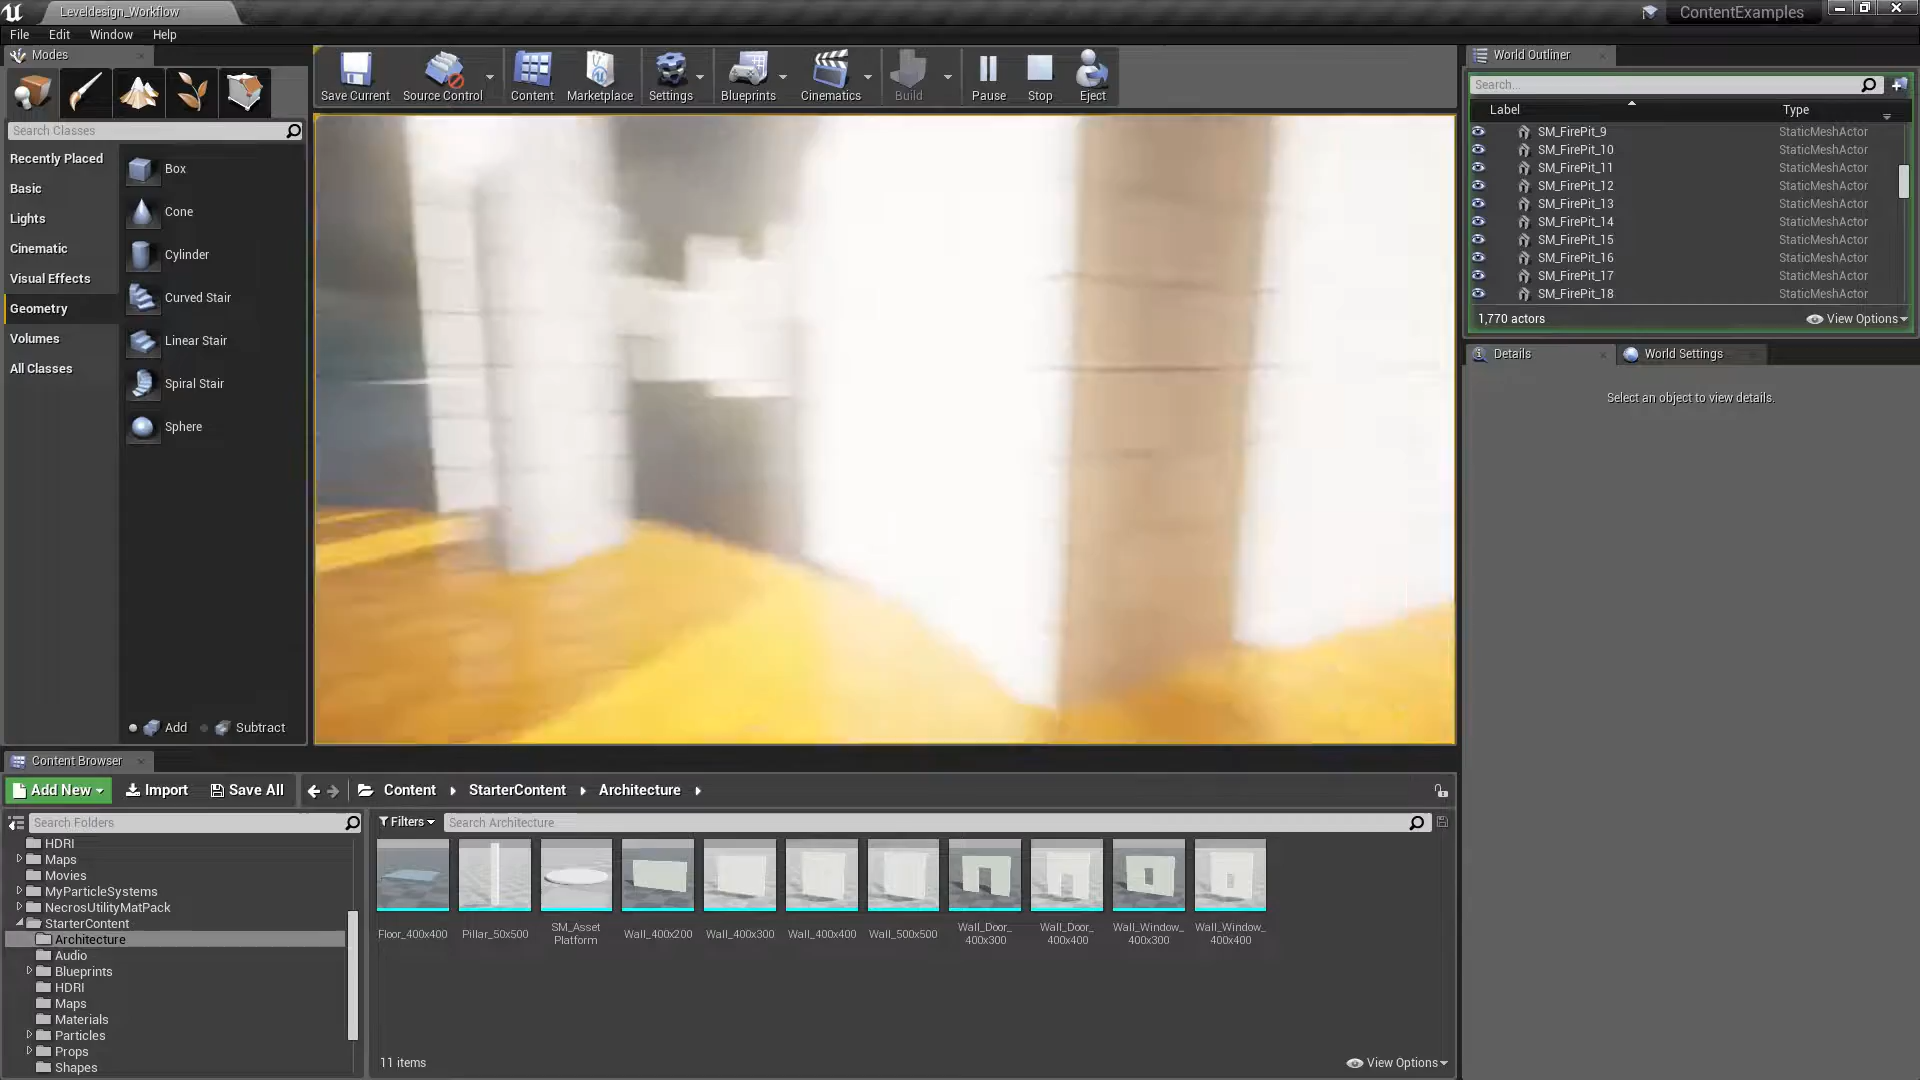 Leveldesign_Workflow
ContentExamples
File Edit Window Help
Modes
Save Current
Source Control
Content
Marketplace
Settings
Blueprints
Cinematics
Build
Pause
Stop
Eject
Search Classes
Recently Placed
Basic
Lights
Cinematic
Visual Effects
Geometry
Volumes
All Classes
Box
Cone
Cylinder
Curved Stair
Linear Stair
Spiral Stair
Sphere
Add
Subtract
World Outliner
Search...
Label Type
SM_FirePit_9 StaticMeshActor
SM_FirePit_10 StaticMeshActor
SM_FirePit_11 StaticMeshActor
SM_FirePit_12 StaticMeshActor
SM_FirePit_13 StaticMeshActor
SM_FirePit_14 StaticMeshActor
SM_FirePit_15 StaticMeshActor
SM_FirePit_16 StaticMeshActor
SM_FirePit_17 StaticMeshActor
SM_FirePit_18 StaticMeshActor
1,770 actors
View Options
Details
World Settings
Select an object to view details.
Content Browser
Add New
Import
Save All
Content
StarterContent
Architecture
Search Folders
Filters
Search Architecture
HDRI
Maps
Movies
MyParticleSystems
NecrosUtilityMatPack
StarterContent
Architecture
Audio
Blueprints
HDRI
Maps
Materials
Particles
Props
Shapes
Floor_400x400
Pillar_50x500
SM_Asset
Platform
Wall_400x200
Wall_400x300
Wall_400x400
Wall_500x500
Wall_Door_
400x300
Wall_Door_
400x400
Wall_Window_
400x300
Wall_Window_
400x400
11 items
View Options